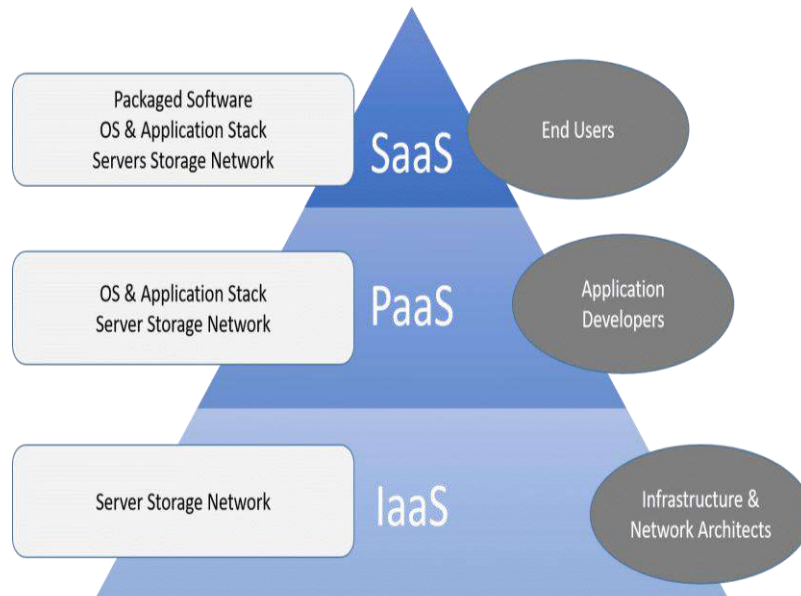 Packaged Software
OS & Application Stack
Servers Storage Network
SaaS
End Users
OS & Application Stack
Server Storage Network
PaaS
Application
Developers
Server Storage Network
IaaS
Infrastructure &
Network Architects